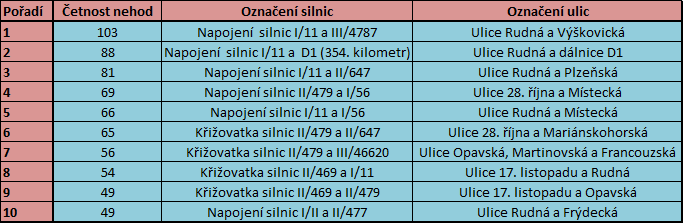 Pořadí Četnost nehod Označení silnic Označení ulic
1 103 Napojení silnic I/11 a III/4787 Ulice Rudná a Výškovická
2 88 Napojení silnic I/11 a D1 (354. kilometr) Ulice Rudná a dálnice D1
3 81 Napojení silnic I/11 a II/647 Ulice Rudná a Plzeňská
4 69 Napojení silnic II/479 a I/56 Ulice 28. října a Místecká
5 66 Napojení silnic I/11 a I/56 Ulice Rudná a Místecká
6 65 Křižovatka silnic II/479 a II/647 Ulice 28. října a Mariánskohorská
7 56 Křižovatka silnic II/479 a III/46620 Ulice Opavská, Martinovská a Francouzská
8 54 Křižovatka silnic II/469 a I/11 Ulice 17. listopadu a Rudná
9 49 Křižovatka silnic II/469 a II/479 Ulice 17. listopadu a Opavská
10 49 Napojení silnic I/II a II/477 Ulice Rudná a Frýdecká